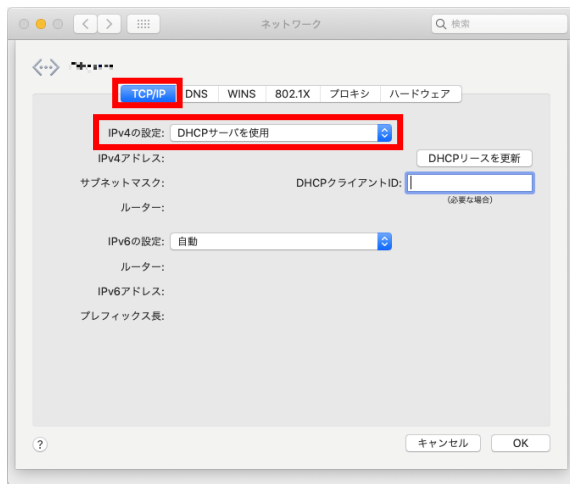 ネットワーク
検索
TCP/IP DNS WINS 802.1X プロキシ ハードウェア
IPv4の設定: DHCPサーバを使用
IPv4アドレス: DHCPリースを更新
サブネットマスク: DHCPクライアントID:
ルーター: (必要な場合)
IPv6の設定: 自動
ルーター:
IPv6アドレス:
プレフィックス長:
? キャンセル OK